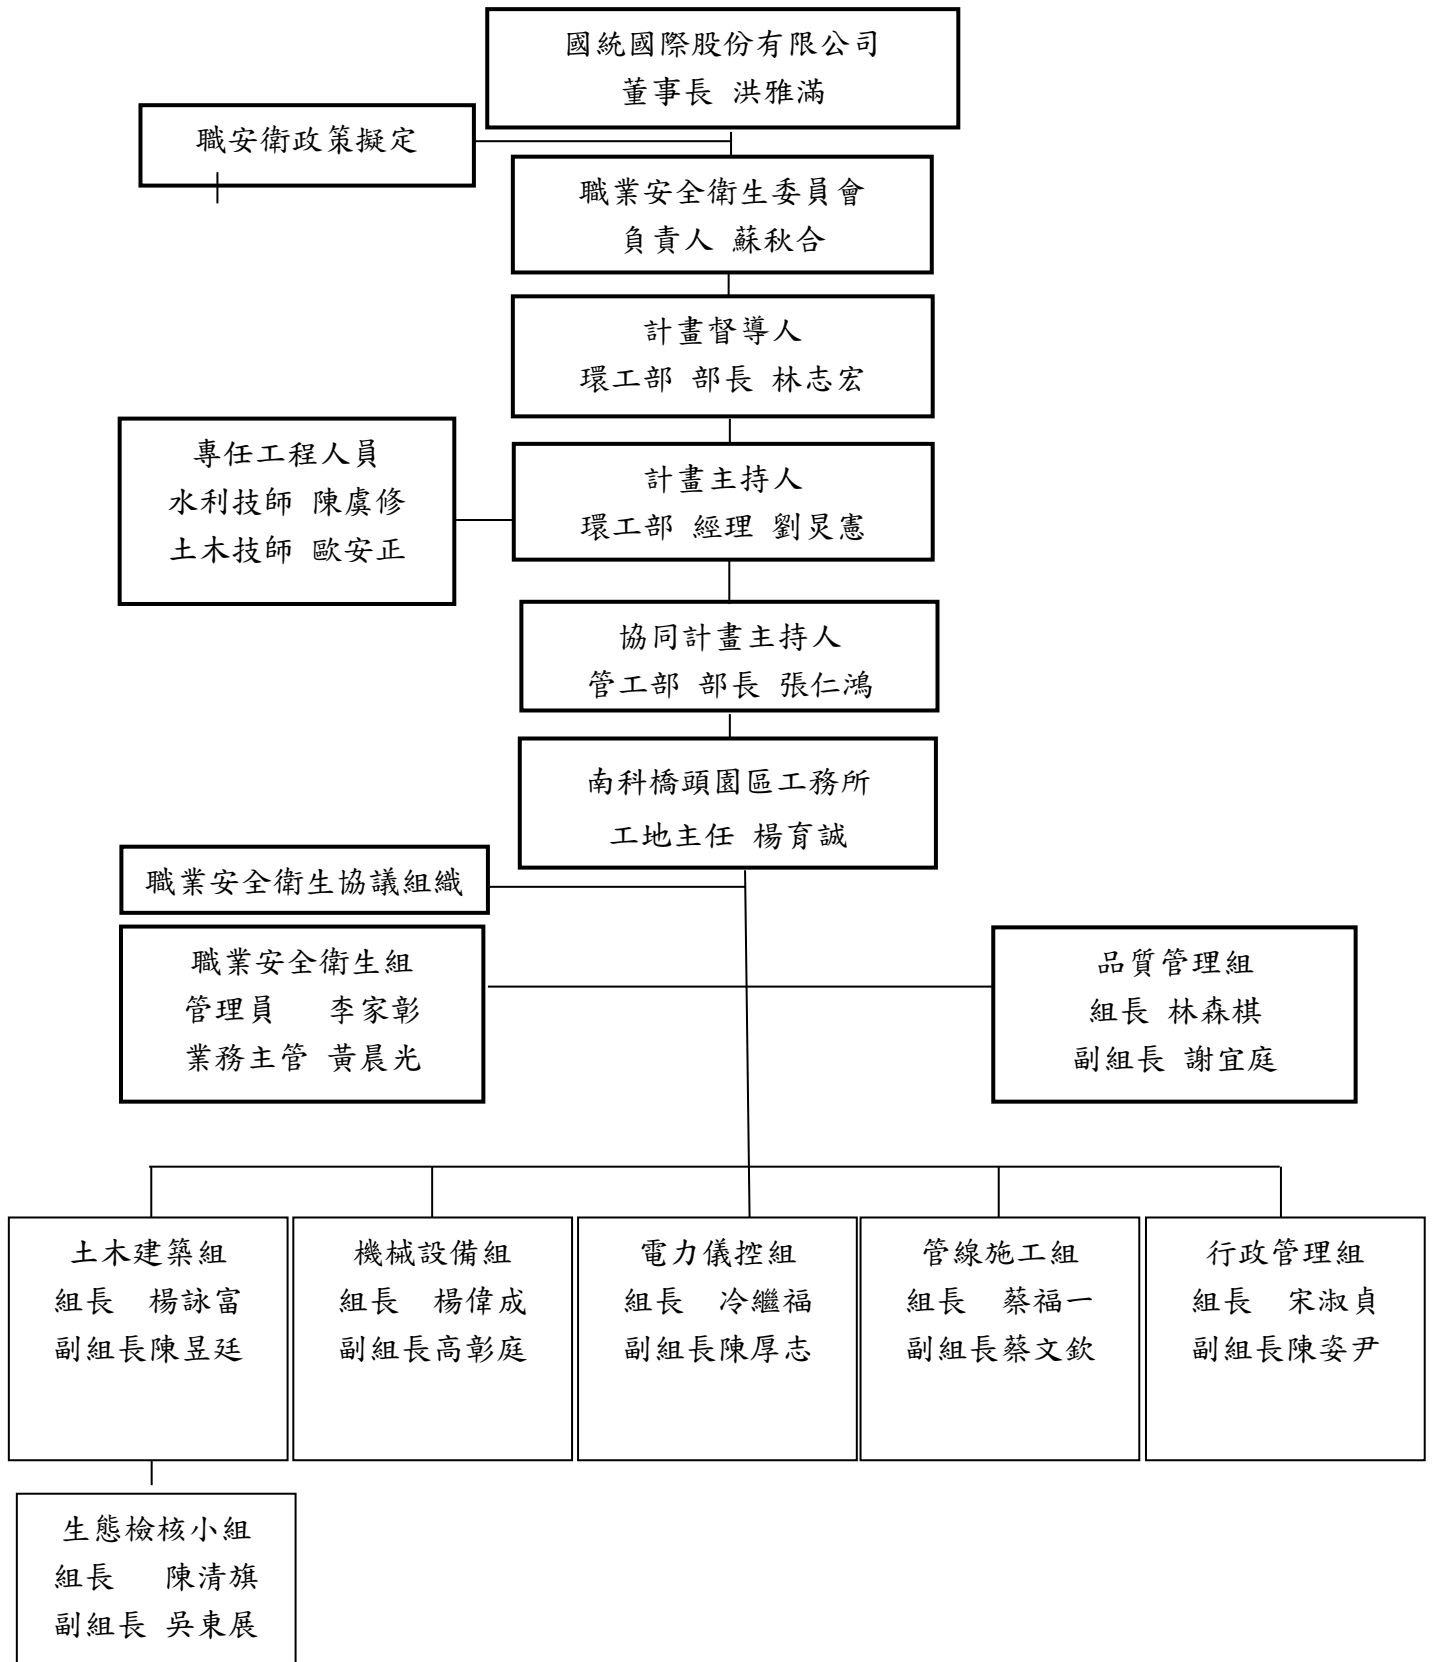 國統國際股份有限公司
董事長 洪雅滿
職安衛政策擬定
職業安全衛生委員會
負責人 蘇秋合
計畫督導人
環工部 部長 林志宏
專任工程人員
水利技師 陳虞修
土木技師 歐安正
計畫主持人
環工部 經理 劉炅憲
協同計畫主持人
管工部 部長 張仁鴻
南科橋頭園區工務所
工地主任 楊育誠
職業安全衛生協議組織
職業安全衛生組
管理員 李家彰
業務主管 黃晨光
品質管理組
組長 林森棋
副組長 謝宜庭
土木建築組
組長 楊詠富
副組長陳昱廷
機械設備組
組長 楊偉成
副組長高彰庭
電力儀控組
組長 冷繼福
副組長陳厚志
管線施工組
組長 蔡福一
副組長蔡文欽
行政管理組
組長 宋淑貞
副組長陳姿尹
生態檢核小組
組長 陳清旗
副組長 吳東展